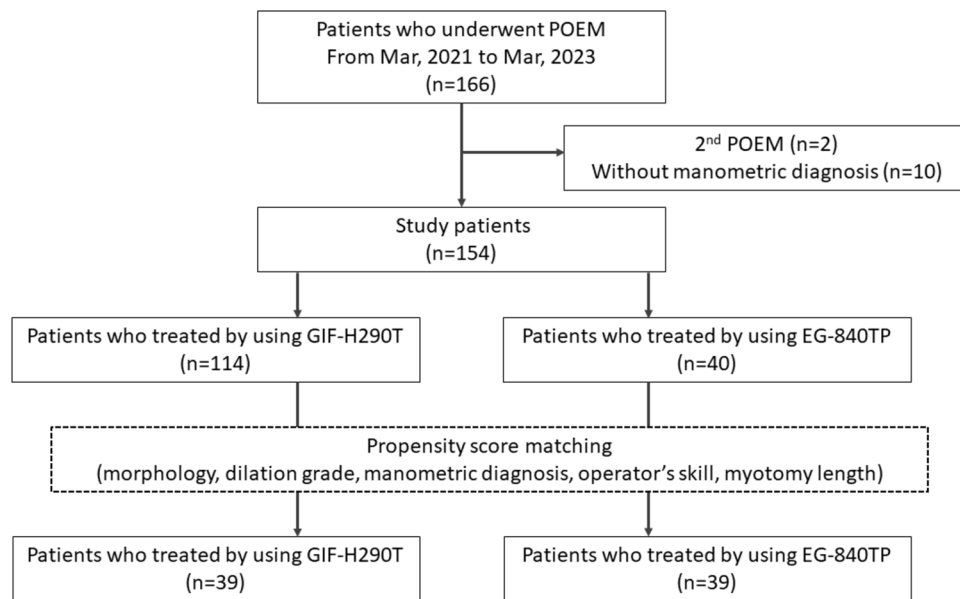 Patients who underwent POEM
From Mar, 2021 to Mar, 2023
(n=166)
2nd POEM (n=2)
Without manometric diagnosis (n=10)
Study patients
(n=154)
Patients who treated by using GIF-H290T
(n=114)
Patients who treated by using EG-840TP
(n=40)
Propensity score matching
(morphology, dilation grade, manometric diagnosis, operator's skill, myotomy length)
Patients who treated by using GIF-H290T
(n=39)
Patients who treated by using EG-840TP
(n=39)